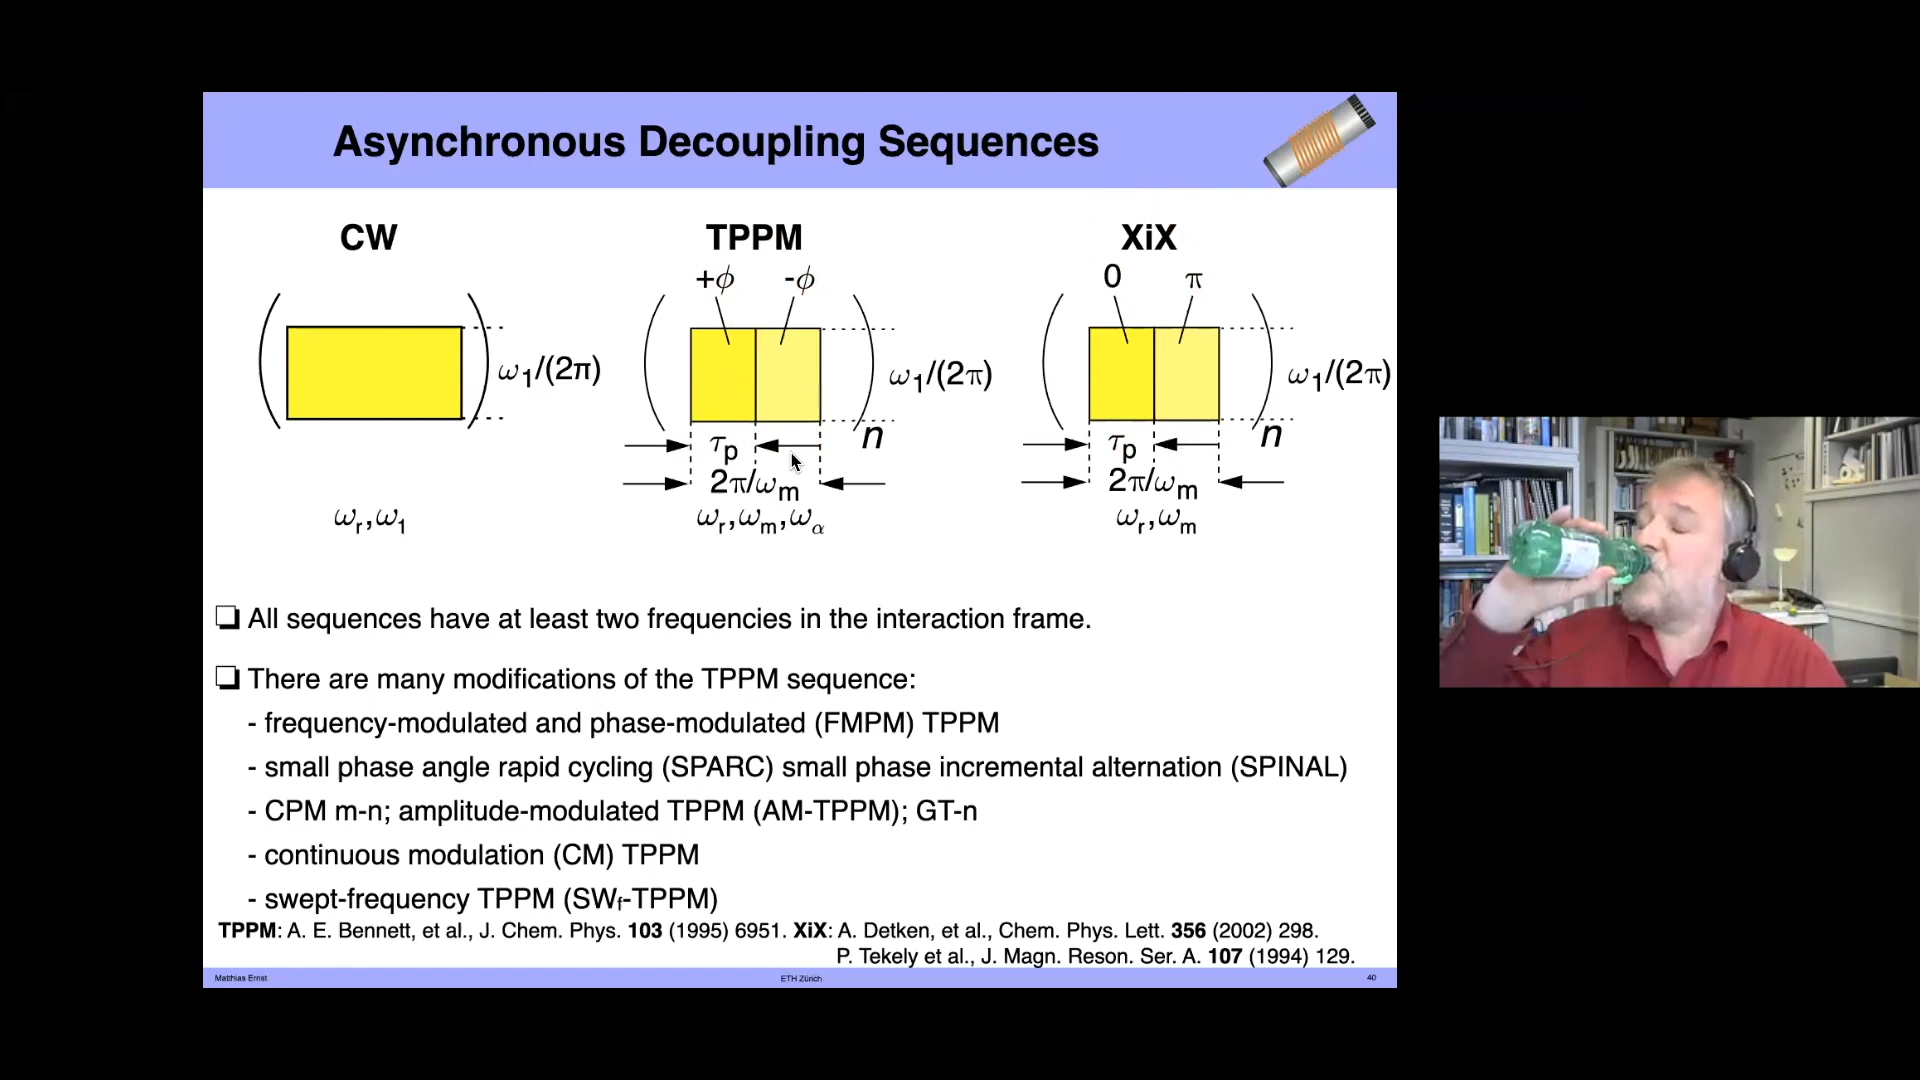 Asynchronous Decoupling Sequences
CW
TPPM
XiX
+ϕ -ϕ
0 π
ω1/(2π)
ω1/(2π)
ω1/(2π)
n
n
τp
τp
2π/ωm
2π/ωm
ωr,ω1
ωr,ωm,ωα
ωr,ωm
All sequences have at least two frequencies in the interaction frame.
There are many modifications of the TPPM sequence:
- frequency-modulated and phase-modulated (FMPM) TPPM
- small phase angle rapid cycling (SPARC) small phase incremental alternation (SPINAL)
- CPM m-n; amplitude-modulated TPPM (AM-TPPM); GT-n
- continuous modulation (CM) TPPM
- swept-frequency TPPM (SWf-TPPM)
TPPM: A. E. Bennett, et al., J. Chem. Phys. 103 (1995) 6951. XiX: A. Detken, et al., Chem. Phys. Lett. 356 (2002) 298.
P. Tekely et al., J. Magn. Reson. Ser. A. 107 (1994) 129.
Matthias Ernst
ETH Zürich
40